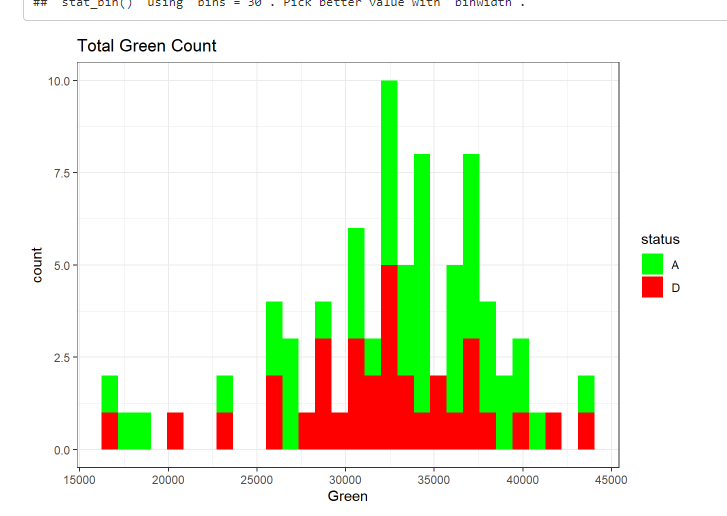 ## `stat_bin()` using `bins = 30`. Pick better value with `binwidth`.
Total Green Count
10.0
7.5
5.0
2.5
0.0
count
15000 20000 25000 30000 35000 40000 45000
Green
status
A
D